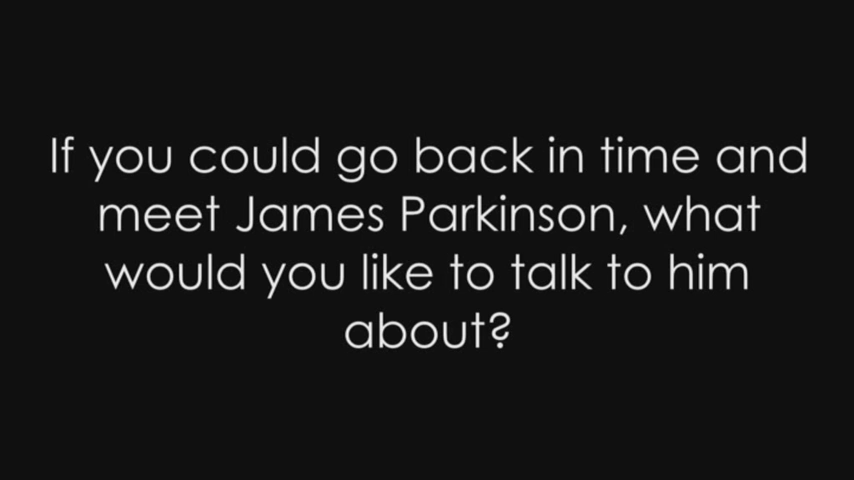 If you could go back in time and
meet James Parkinson, what
would you like to talk to him
about?